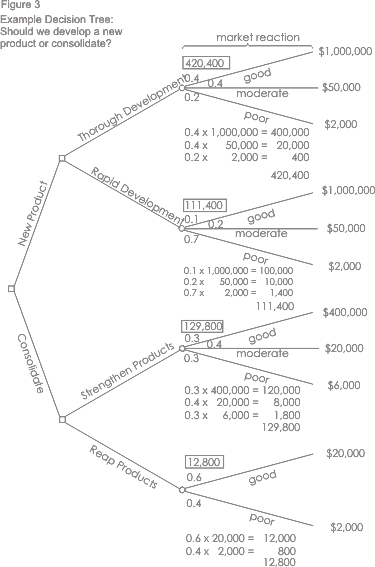 Figure 3
Example Decision Tree:
Should we develop a new
product or consolidate?
market reaction
New Product
Consolidate
Thorough Development
420,400
0.4
0.4
0.2
good
moderate
poor
$1,000,000
$50,000
$2,000
0.4 x 1,000,000 = 400,000
0.4 x 50,000 = 20,000
0.2 x 2,000 = 400
420,400
Rapid Development
111,400
0.1
0.2
0.7
good
moderate
poor
$1,000,000
$50,000
$2,000
0.1 x 1,000,000 = 100,000
0.2 x 50,000 = 10,000
0.7 x 2,000 = 1,400
111,400
Strengthen Products
129,800
0.3
0.4
0.3
good
moderate
poor
$400,000
$20,000
$6,000
0.3 x 400,000 = 120,000
0.4 x 20,000 = 8,000
0.3 x 6,000 = 1,800
129,800
Reap Products
12,800
0.6
0.4
good
poor
$20,000
$2,000
0.6 x 20,000 = 12,000
0.4 x 2,000 = 800
12,800